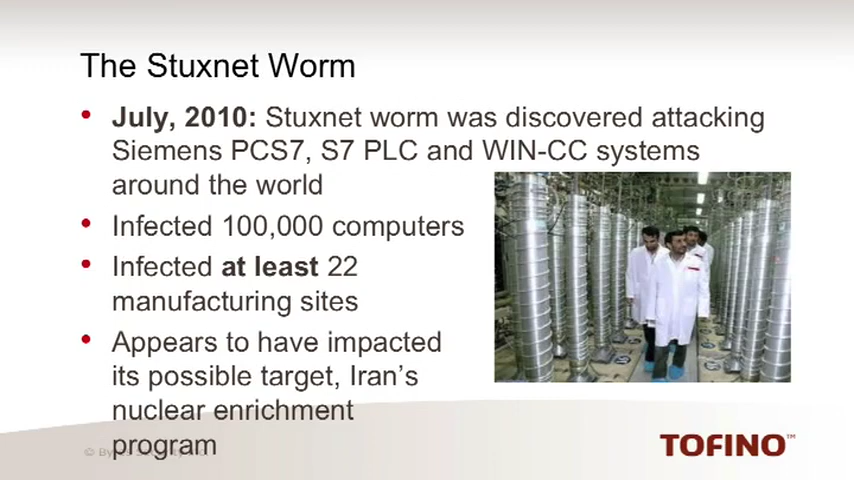 The Stuxnet Worm
• July, 2010: Stuxnet worm was discovered attacking
Siemens PCS7, S7 PLC and WIN-CC systems
around the world
• Infected 100,000 computers
• Infected at least 22
manufacturing sites
• Appears to have impacted
its possible target, Iran's
nuclear enrichment
program
©
TOFINO™